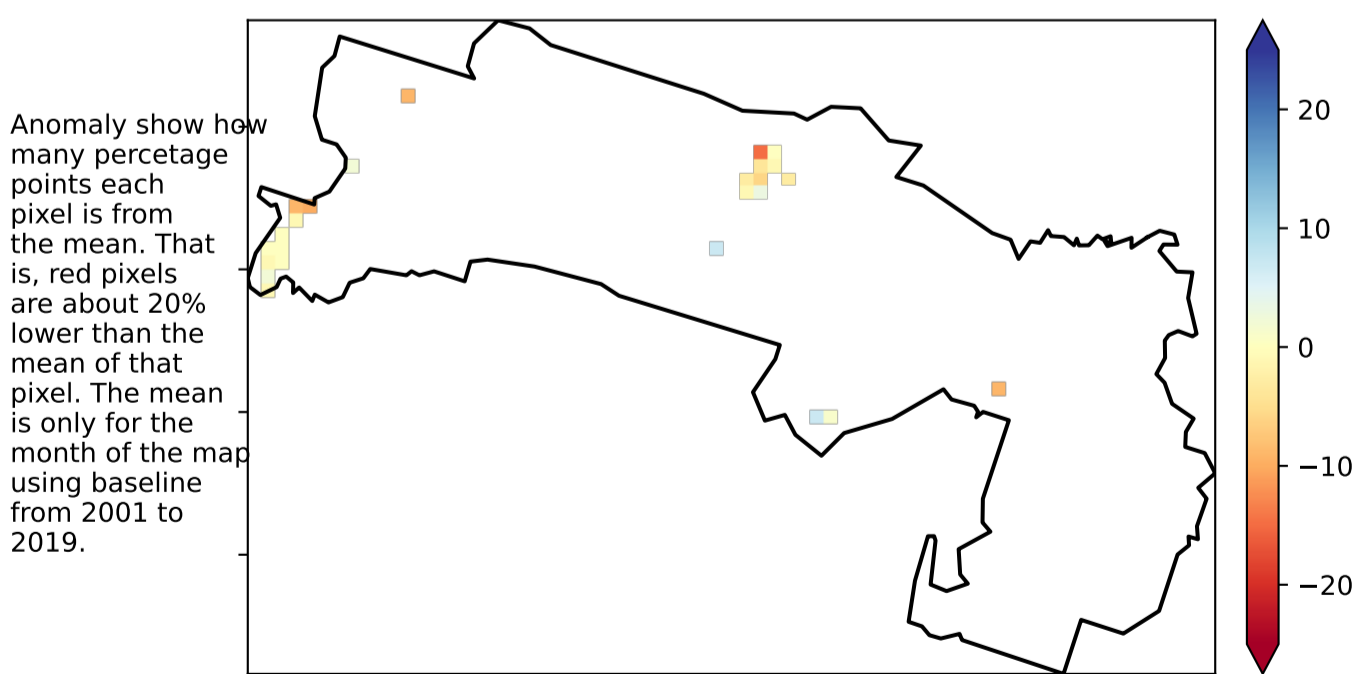 Anomaly show how
many percetage
points each
pixel is from
the mean. That
is, red pixels
are about 20%
lower than the
mean of that
pixel. The mean
is only for the
month of the map
using baseline
from 2001 to
2019.
20
10
0
−10
−20